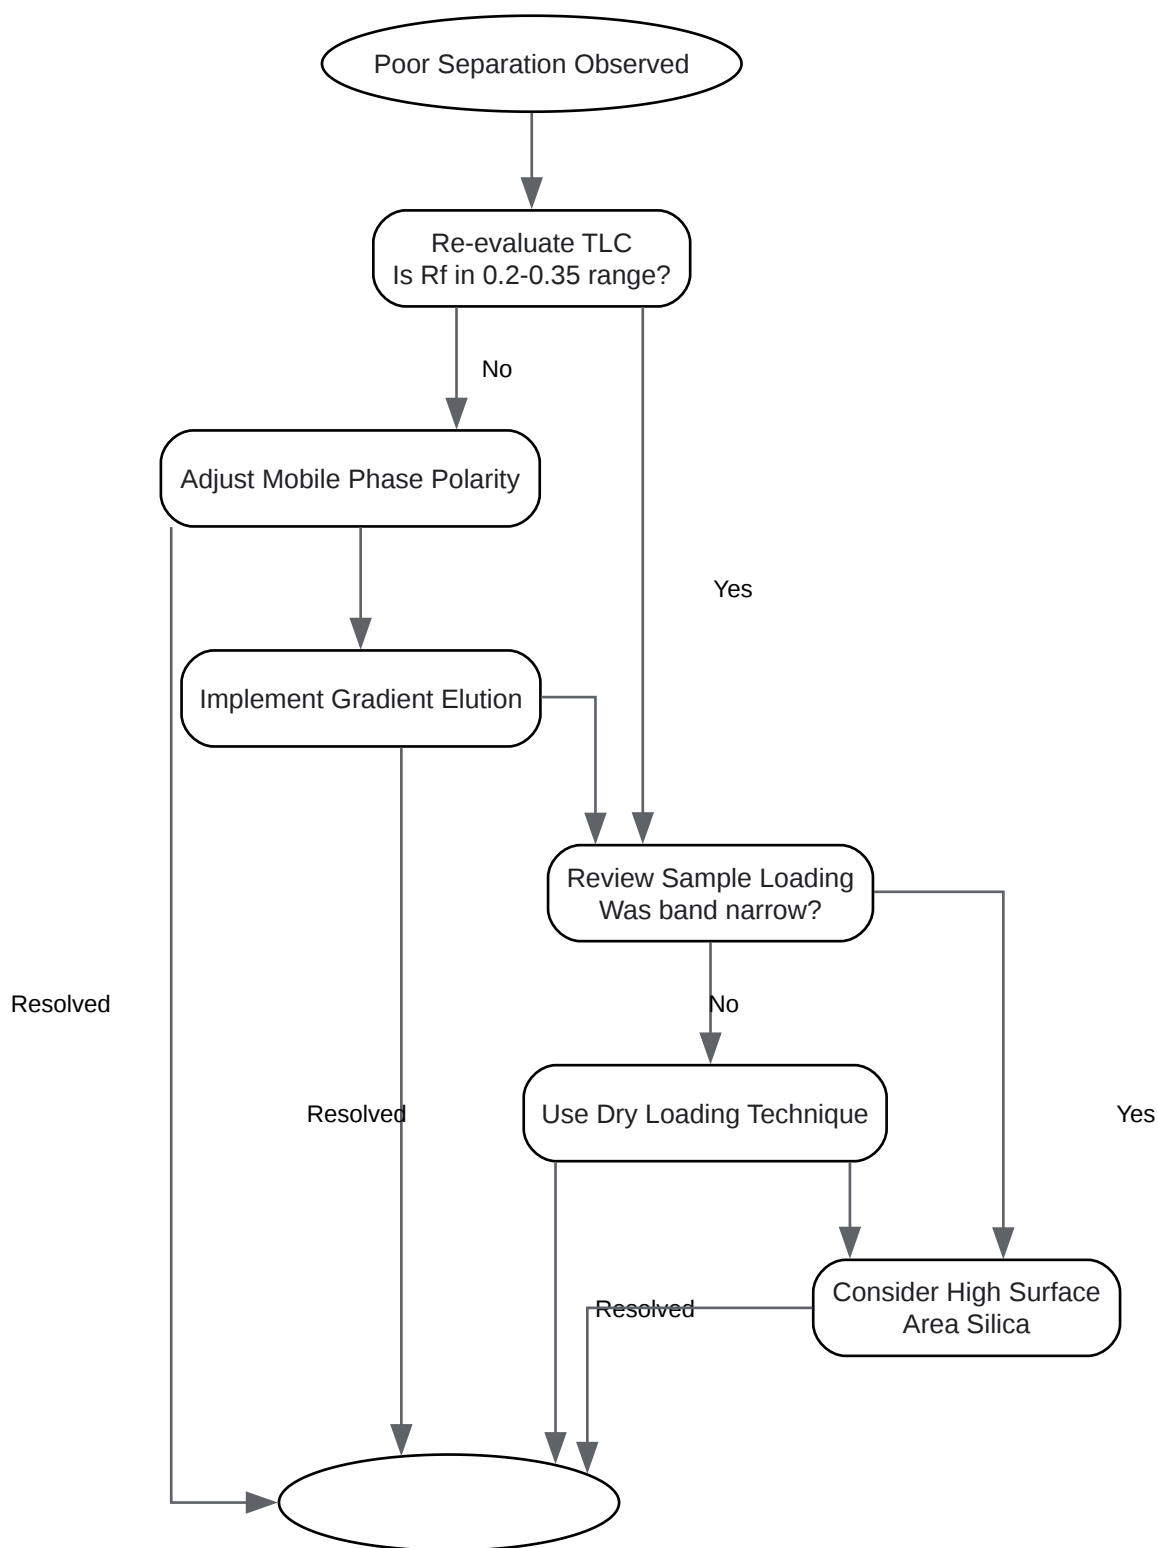 Poor Separation Observed
Re-evaluate TLC
Is Rf in 0.2-0.35 range?
No
Adjust Mobile Phase Polarity
Yes
Implement Gradient Elution
Review Sample Loading
Was band narrow?
Resolved
No
Resolved
Use Dry Loading Technique
Yes
Resolved
Consider High Surface
Area Silica